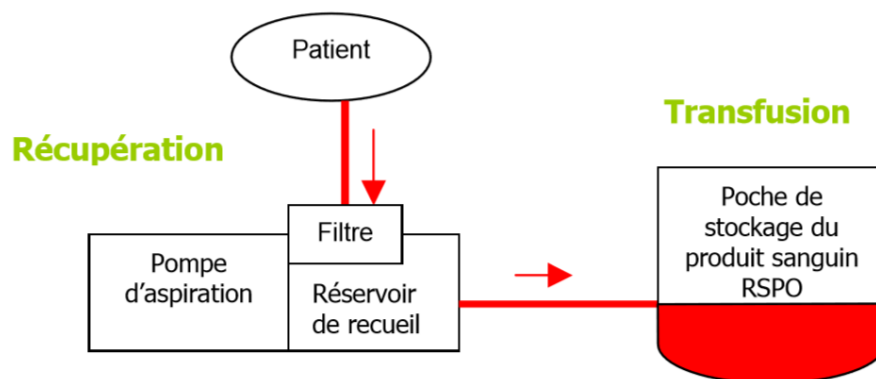 Patient
Récupération
Transfusion
Filtre
Pompe
d'aspiration
Réservoir
de recueil
Poche de
stockage du
produit sanguin
RSPO